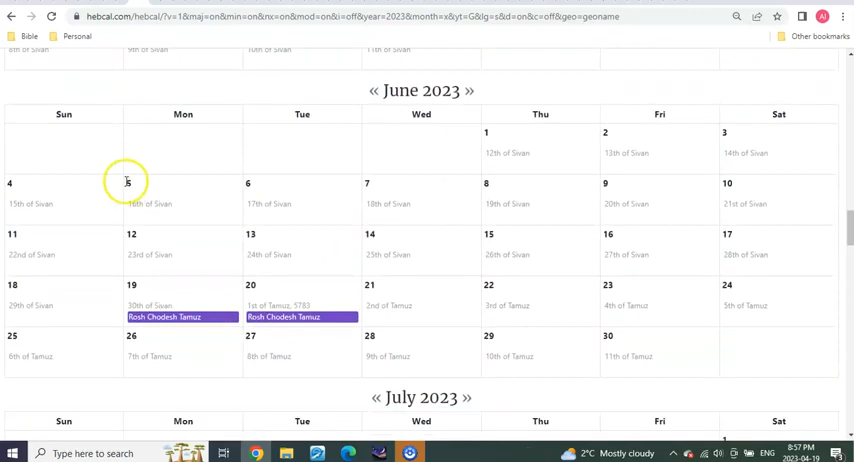 hebcal.com/hebcal/?v=1&maj=on&min=on&nx=on&mod=on&i=off&year=2023&month=x&yt=G&lg=s&d=on&c=off&geo=geoname
AI
Bible
Personal
Other bookmarks
8th of Sivan 9th of Sivan 10th of Sivan 11th of Sivan
« June 2023 »
Sun Mon Tue Wed Thu Fri Sat
1 2 3
12th of Sivan 13th of Sivan 14th of Sivan
4 5 6 7 8 9 10
15th of Sivan 16th of Sivan 17th of Sivan 18th of Sivan 19th of Sivan 20th of Sivan 21st of Sivan
11 12 13 14 15 16 17
22nd of Sivan 23rd of Sivan 24th of Sivan 25th of Sivan 26th of Sivan 27th of Sivan 28th of Sivan
18 19 20 21 22 23 24
29th of Sivan 30th of Sivan 1st of Tamuz, 5783 2nd of Tamuz 3rd of Tamuz 4th of Tamuz 5th of Tamuz
Rosh Chodesh Tamuz Rosh Chodesh Tamuz
25 26 27 28 29 30
6th of Tamuz 7th of Tamuz 8th of Tamuz 9th of Tamuz 10th of Tamuz 11th of Tamuz
« July 2023 »
Sun Mon Tue Wed Thu Fri Sat
1
Type here to search
2°C Mostly cloudy
ENG
8:57 PM
2023-04-19
3